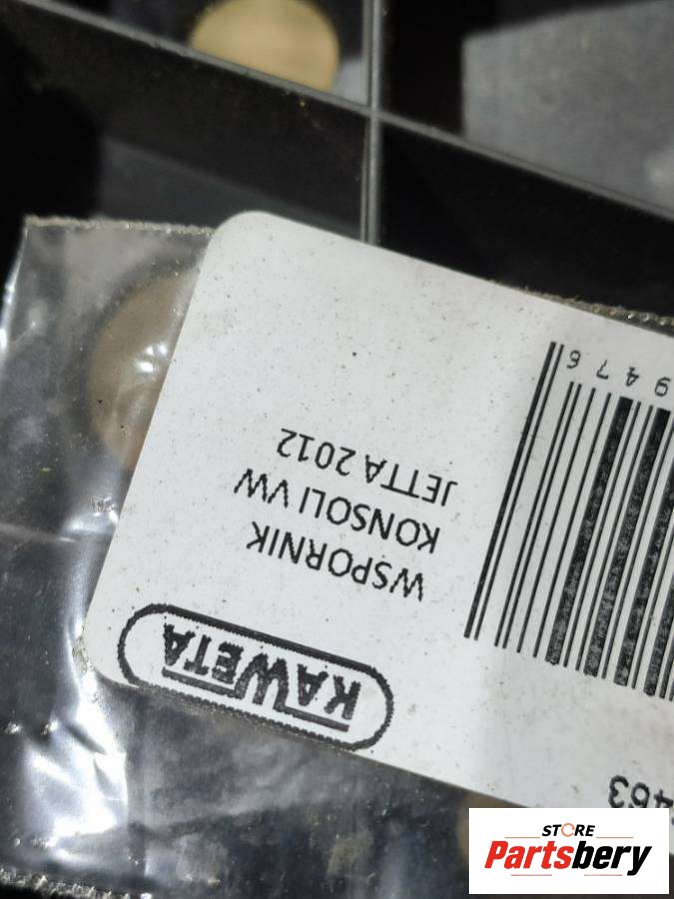 KAWETA
WSPORNIK
KONSOLI VW
JETTA 2012
9476
463
STORE
Partsbery